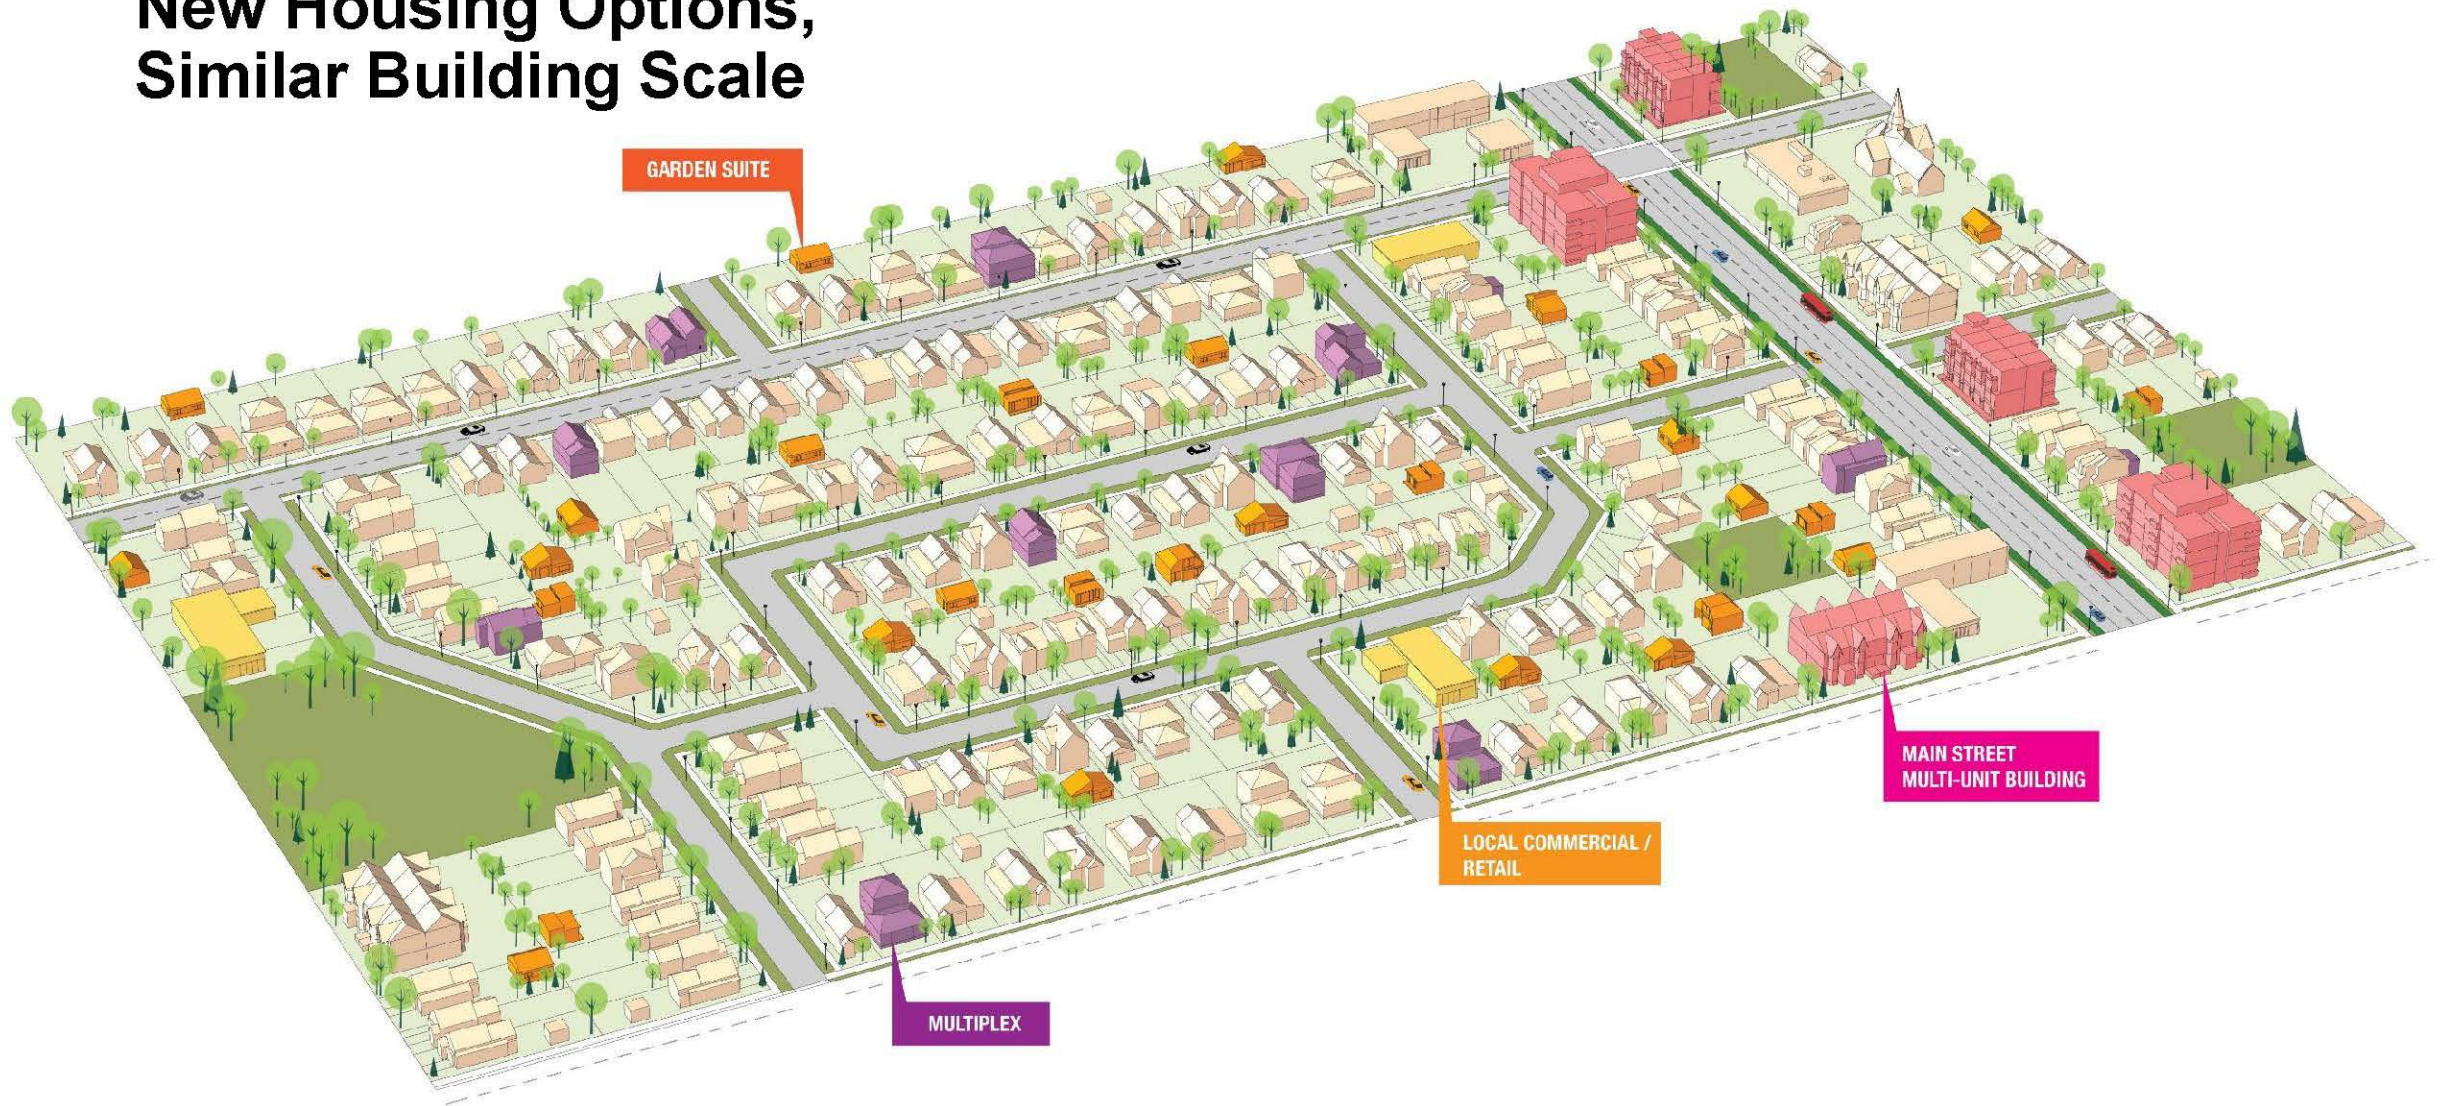 New Housing Options,
Similar Building Scale
GARDEN SUITE
MAIN STREET
MULTI-UNIT BUILDING
LOCAL COMMERCIAL /
RETAIL
MULTIPLEX